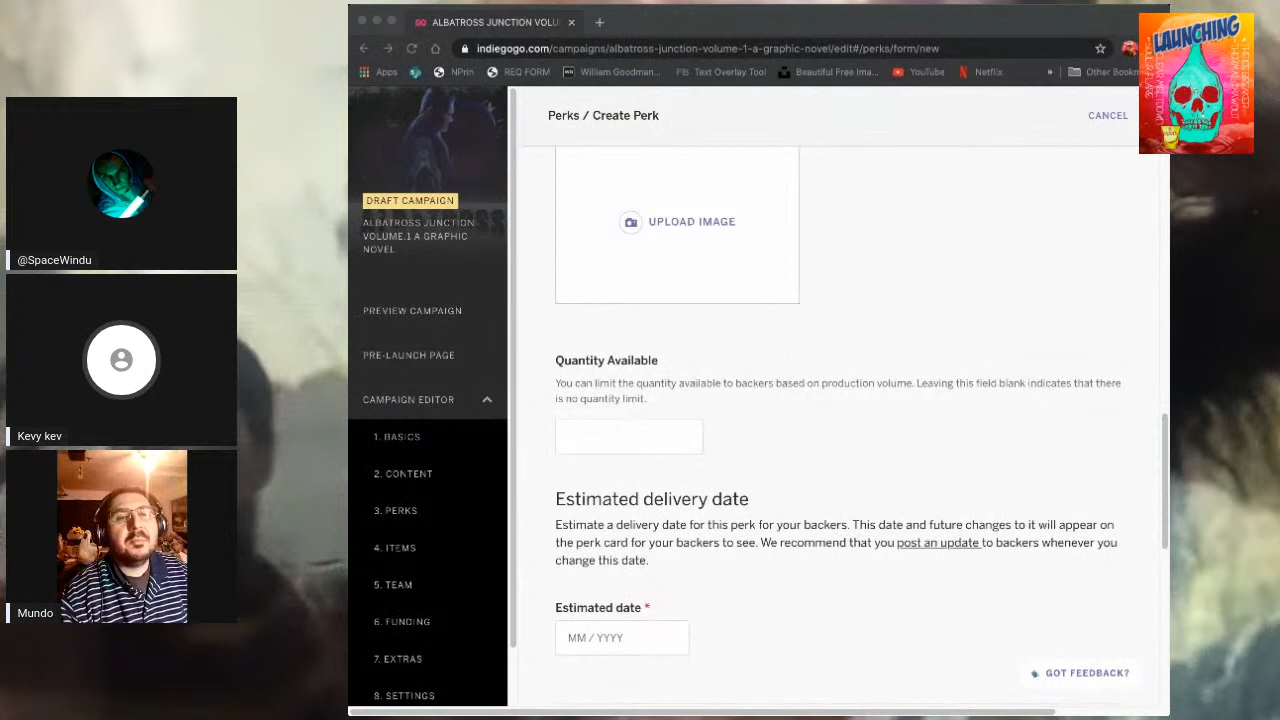 ALBATROSS JUNCTION VOLU
indiegogo.com/campaigns/albatross-junction-volume-1-a-graphic-novel/edit#/perks/form/new
Apps
NPrin
REQ FORM
William Goodman...
Text Overlay Tool
Beautiful Free Ima...
YouTube
Netflix
»
Other Bookm
LAUNCHING
@SpaceWindu
Kevy kev
Mundo
DRAFT CAMPAIGN
ALBATROSS JUNCTION
VOLUME.1 A GRAPHIC
NOVEL
PREVIEW CAMPAIGN
PRE-LAUNCH PAGE
CAMPAIGN EDITOR
1. BASICS
2. CONTENT
3. PERKS
4. ITEMS
5. TEAM
6. FUNDING
7. EXTRAS
8. SETTINGS
Perks / Create Perk
CANCEL
UPLOAD IMAGE
Quantity Available
You can limit the quantity available to backers based on production volume. Leaving this field blank indicates that there
is no quantity limit.
Estimated delivery date
Estimate a delivery date for this perk for your backers. This date and future changes to it will appear on
the perk card for your backers to see. We recommend that you post an update to backers whenever you
change this date.
Estimated date *
MM / YYYY
GOT FEEDBACK?